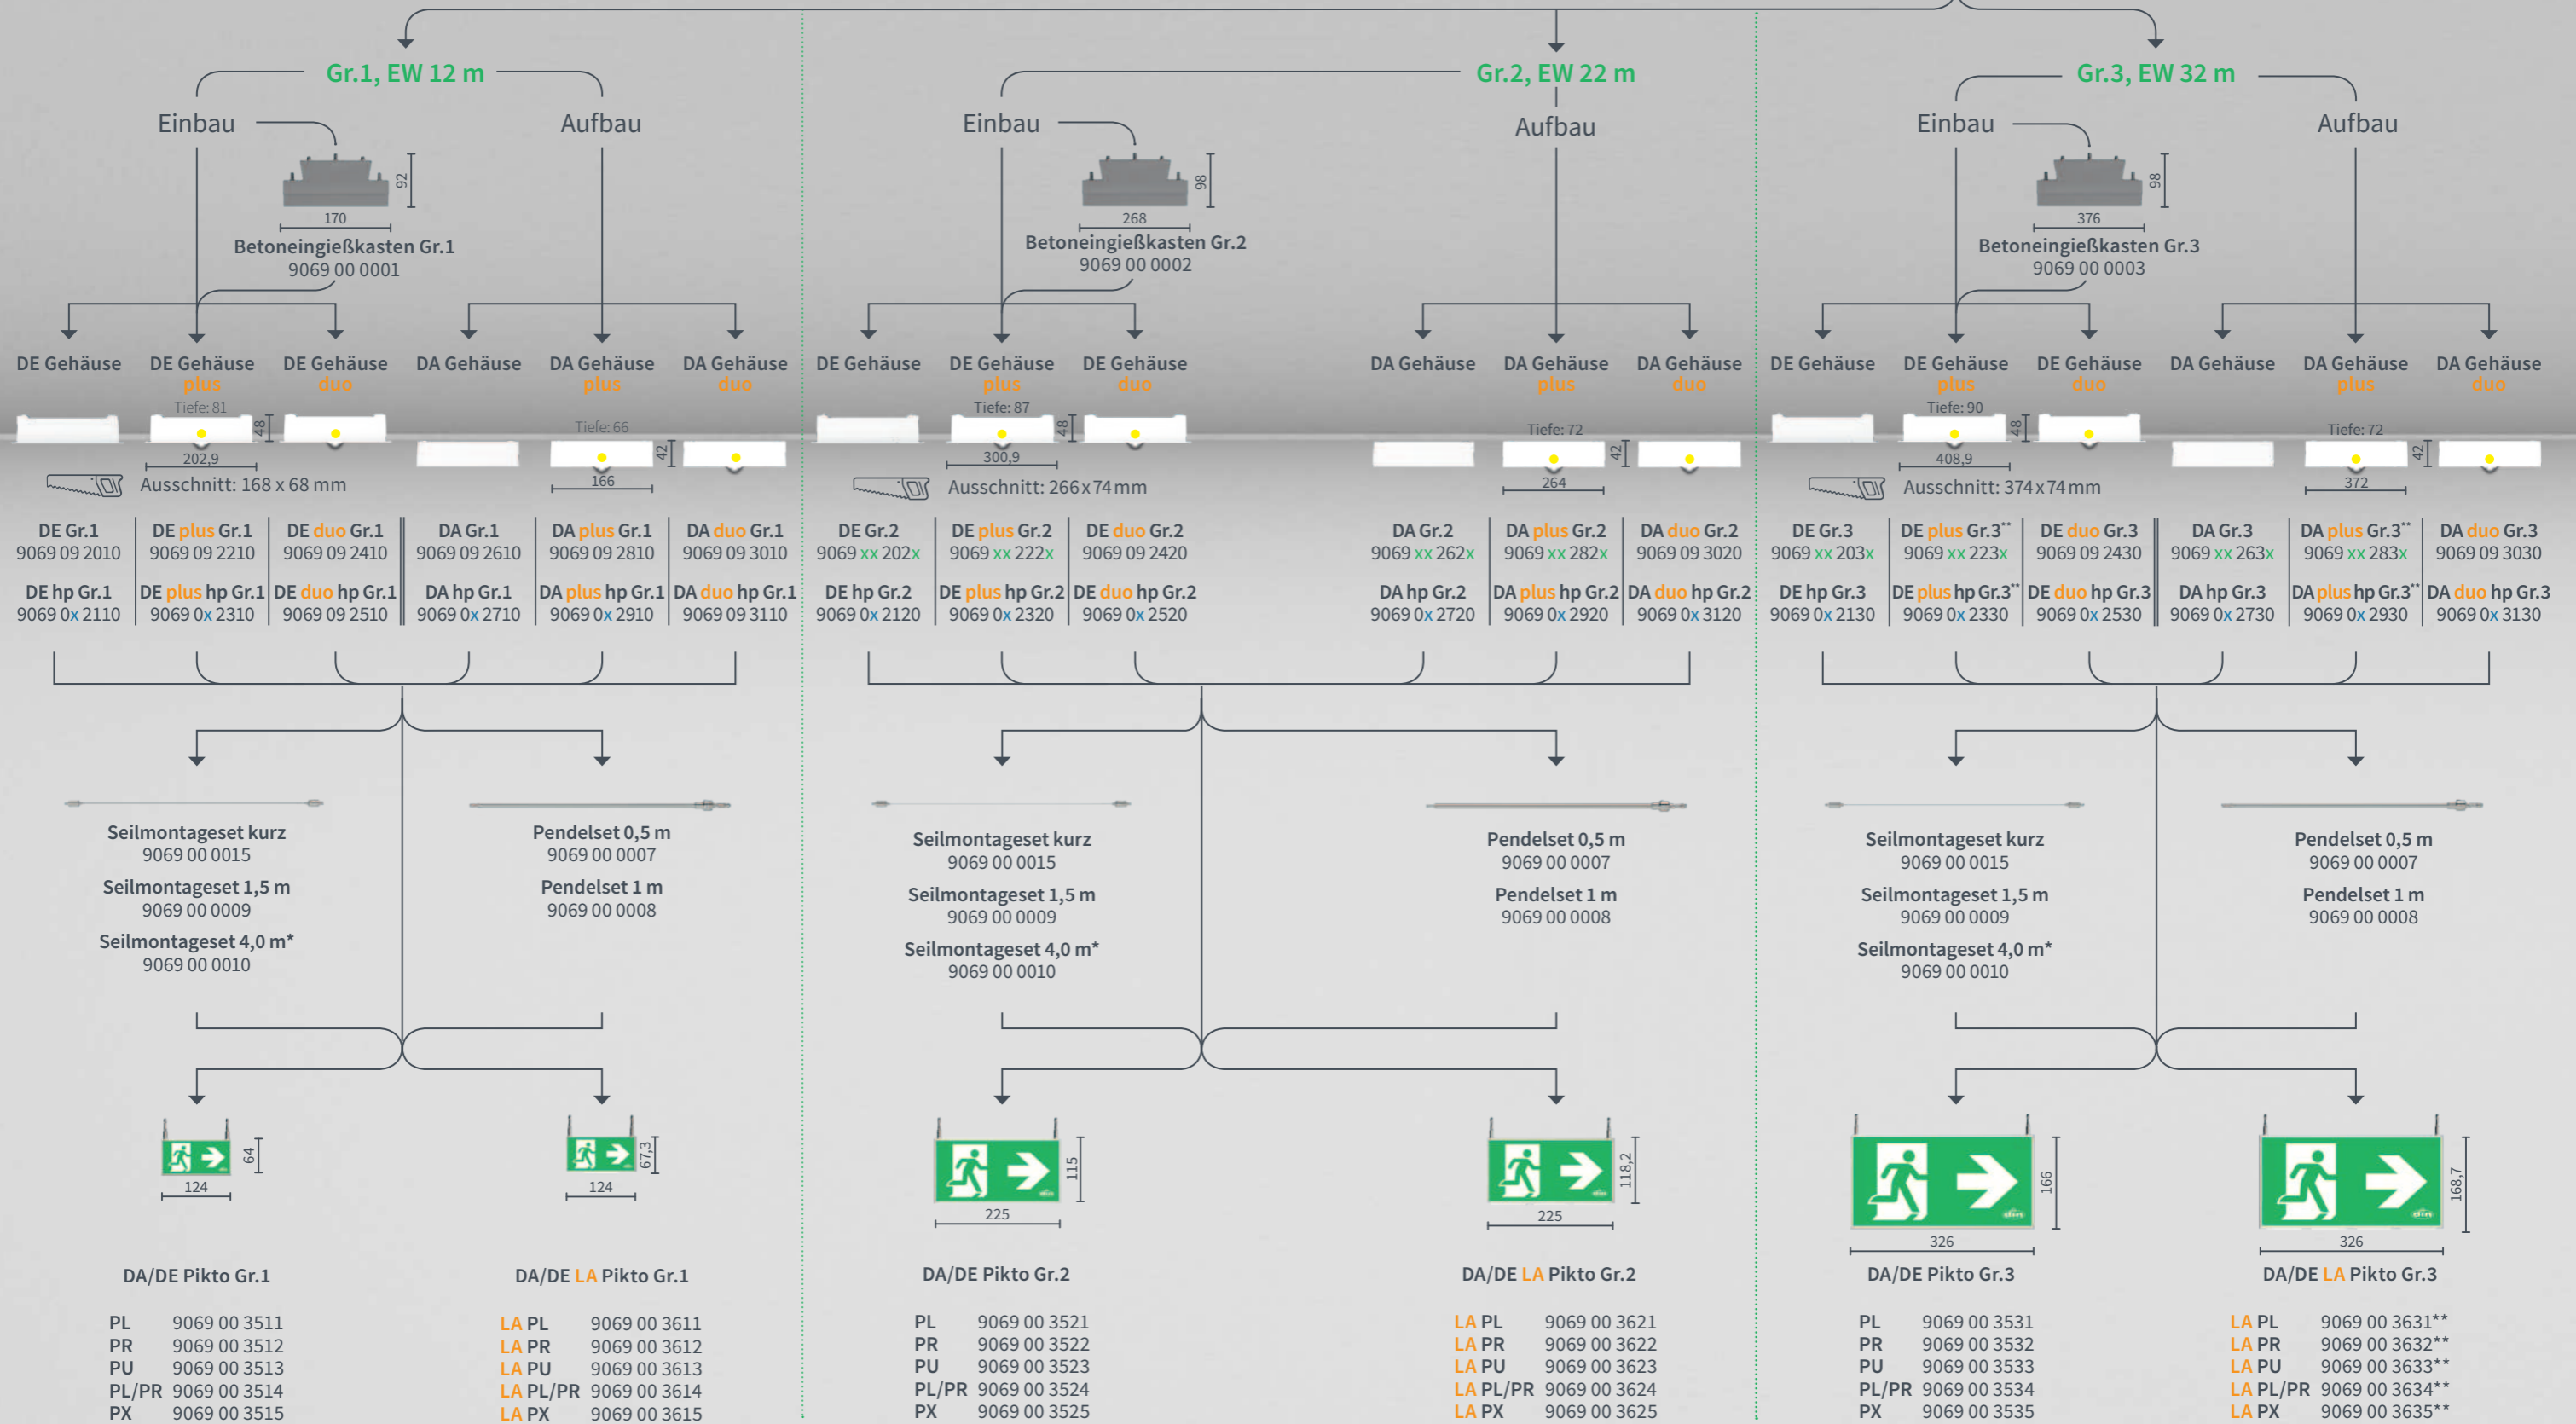 Gr.1, EW 12 m
Einbau
Aufbau
92
170
Betoneingießkasten Gr.1
9069 00 0001
DE Gehäuse
DE Gehäuse
plus
DE Gehäuse
duo
DA Gehäuse
DA Gehäuse
plus
DA Gehäuse
duo
Tiefe: 81
48
202,9
Tiefe: 66
42
166
Ausschnitt: 168 x 68 mm
DE Gr.1
9069 09 2010
DE hp Gr.1
9069 0x 2110
DE plus Gr.1
9069 09 2210
DE plus hp Gr.1
9069 0x 2310
DE duo Gr.1
9069 09 2410
DE duo hp Gr.1
9069 09 2510
DA Gr.1
9069 09 2610
DA hp Gr.1
9069 0x 2710
DA plus Gr.1
9069 09 2810
DA plus hp Gr.1
9069 0x 2910
DA duo Gr.1
9069 09 3010
DA duo hp Gr.1
9069 09 3110
Seilmontageset kurz
9069 00 0015
Seilmontageset 1,5 m
9069 00 0009
Seilmontageset 4,0 m*
9069 00 0010
Pendelset 0,5 m
9069 00 0007
Pendelset 1 m
9069 00 0008
64
124
67,3
124
DA/DE Pikto Gr.1
PL 9069 00 3511
PR 9069 00 3512
PU 9069 00 3513
PL/PR 9069 00 3514
PX 9069 00 3515
DA/DE LA Pikto Gr.1
LA PL 9069 00 3611
LA PR 9069 00 3612
LA PU 9069 00 3613
LA PL/PR 9069 00 3614
LA PX 9069 00 3615
Gr.2, EW 22 m
Einbau
Aufbau
98
268
Betoneingießkasten Gr.2
9069 00 0002
DE Gehäuse
DE Gehäuse
plus
DE Gehäuse
duo
DA Gehäuse
DA Gehäuse
plus
DA Gehäuse
duo
Tiefe: 87
48
300,9
Tiefe: 72
42
264
Ausschnitt: 266 x 74 mm
DE Gr.2
9069 xx 202x
DE hp Gr.2
9069 0x 2120
DE plus Gr.2
9069 xx 222x
DE plus hp Gr.2
9069 0x 2320
DE duo Gr.2
9069 09 2420
DE duo hp Gr.2
9069 0x 2520
DA Gr.2
9069 xx 262x
DA hp Gr.2
9069 0x 2720
DA plus Gr.2
9069 xx 282x
DA plus hp Gr.2
9069 0x 2920
DA duo Gr.2
9069 09 3020
DA duo hp Gr.2
9069 0x 3120
Seilmontageset kurz
9069 00 0015
Seilmontageset 1,5 m
9069 00 0009
Seilmontageset 4,0 m*
9069 00 0010
Pendelset 0,5 m
9069 00 0007
Pendelset 1 m
9069 00 0008
115
225
118,2
225
DA/DE Pikto Gr.2
PL 9069 00 3521
PR 9069 00 3522
PU 9069 00 3523
PL/PR 9069 00 3524
PX 9069 00 3525
DA/DE LA Pikto Gr.2
LA PL 9069 00 3621
LA PR 9069 00 3622
LA PU 9069 00 3623
LA PL/PR 9069 00 3624
LA PX 9069 00 3625
Gr.3, EW 32 m
Einbau
Aufbau
98
376
Betoneingießkasten Gr.3
9069 00 0003
DE Gehäuse
DE Gehäuse
plus
DE Gehäuse
duo
DA Gehäuse
DA Gehäuse
plus
DA Gehäuse
duo
Tiefe: 90
48
408,9
Tiefe: 72
42
372
Ausschnitt: 374 x 74 mm
DE Gr.3
9069 xx 203x
DE hp Gr.3
9069 0x 2130
DE plus Gr.3**
9069 xx 223x
DE plus hp Gr.3**
9069 0x 2330
DE duo Gr.3
9069 09 2430
DE duo hp Gr.3
9069 0x 2530
DA Gr.3
9069 xx 263x
DA hp Gr.3
9069 0x 2730
DA plus Gr.3**
9069 xx 283x
DA plus hp Gr.3**
9069 0x 2930
DA duo Gr.3
9069 09 3030
DA duo hp Gr.3
9069 0x 3130
Seilmontageset kurz
9069 00 0015
Seilmontageset 1,5 m
9069 00 0009
Seilmontageset 4,0 m*
9069 00 0010
Pendelset 0,5 m
9069 00 0007
Pendelset 1 m
9069 00 0008
din
166
326
din
168,7
326
DA/DE Pikto Gr.3
PL 9069 00 3531
PR 9069 00 3532
PU 9069 00 3533
PL/PR 9069 00 3534
PX 9069 00 3535
DA/DE LA Pikto Gr.3
LA PL 9069 00 3631**
LA PR 9069 00 3632**
LA PU 9069 00 3633**
LA PL/PR 9069 00 3634**
LA PX 9069 00 3635**